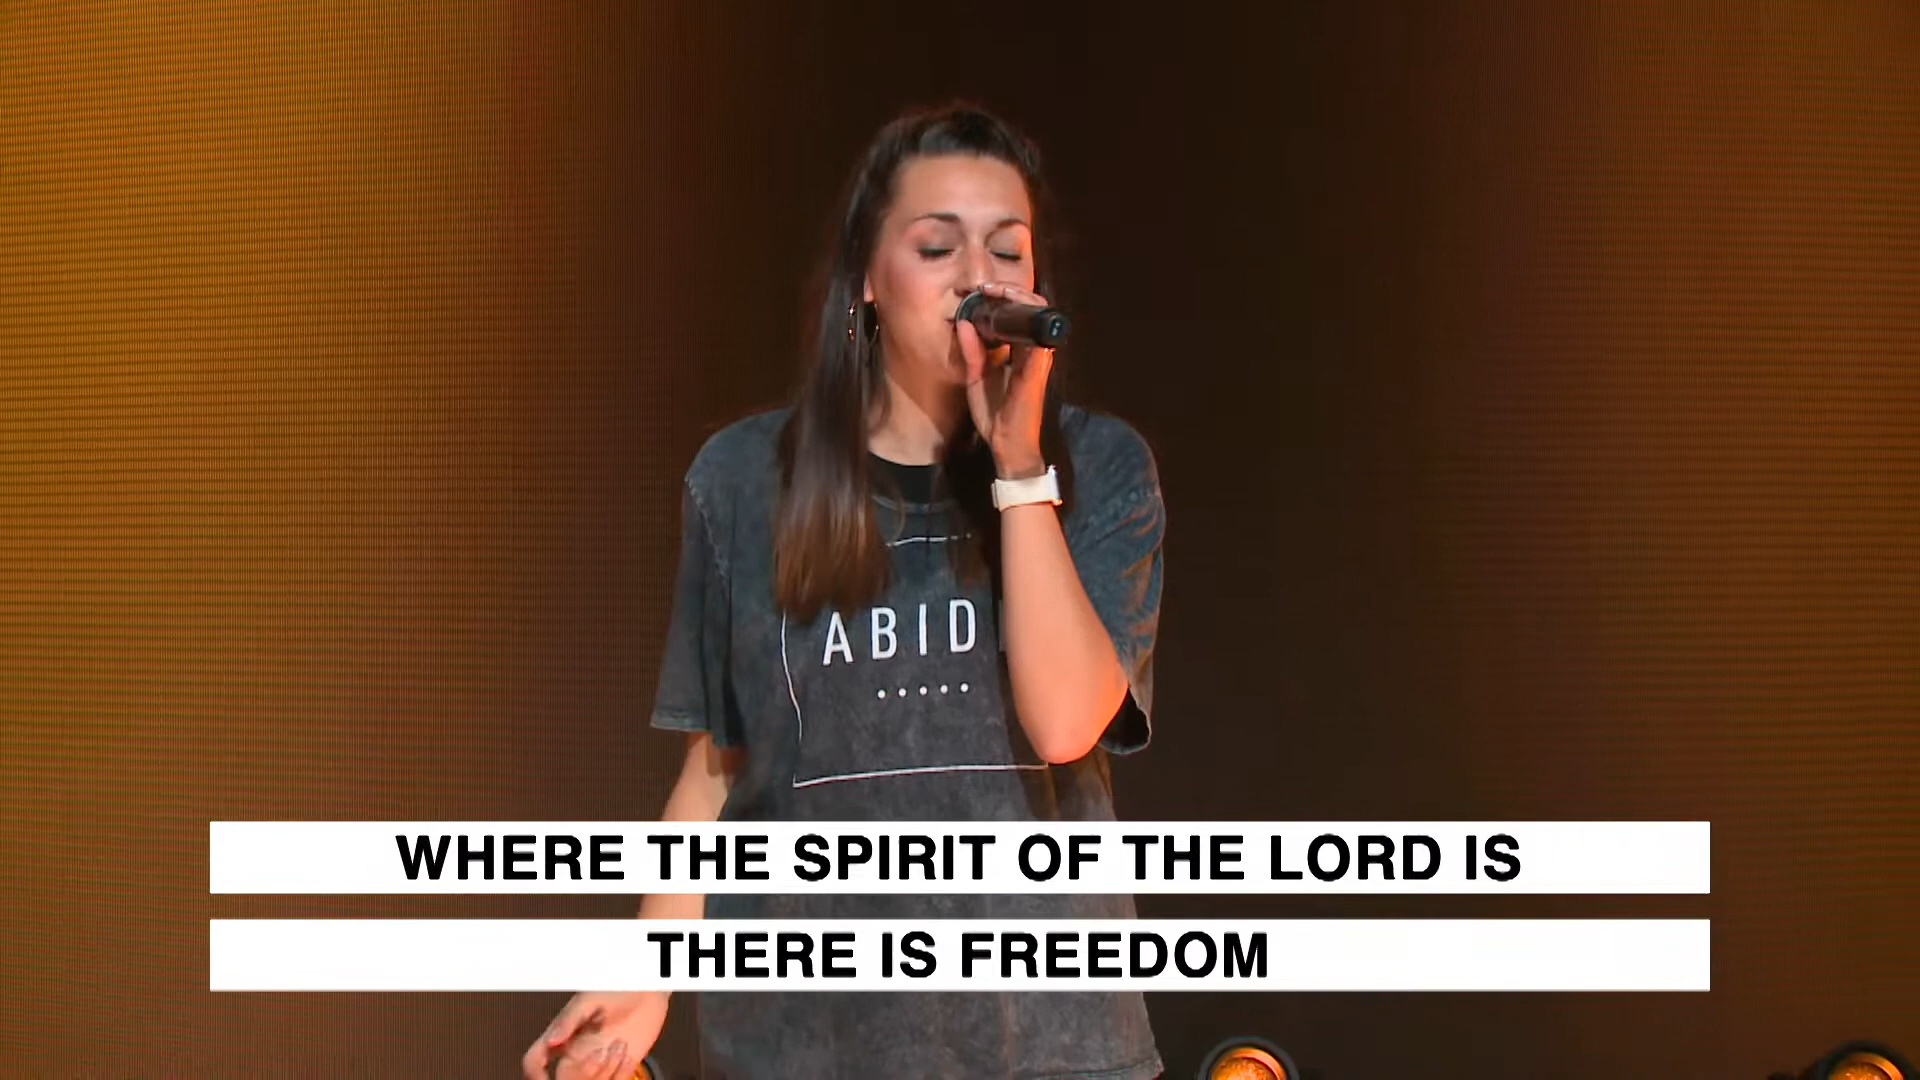 ABID
WHERE THE SPIRIT OF THE LORD IS
THERE IS FREEDOM